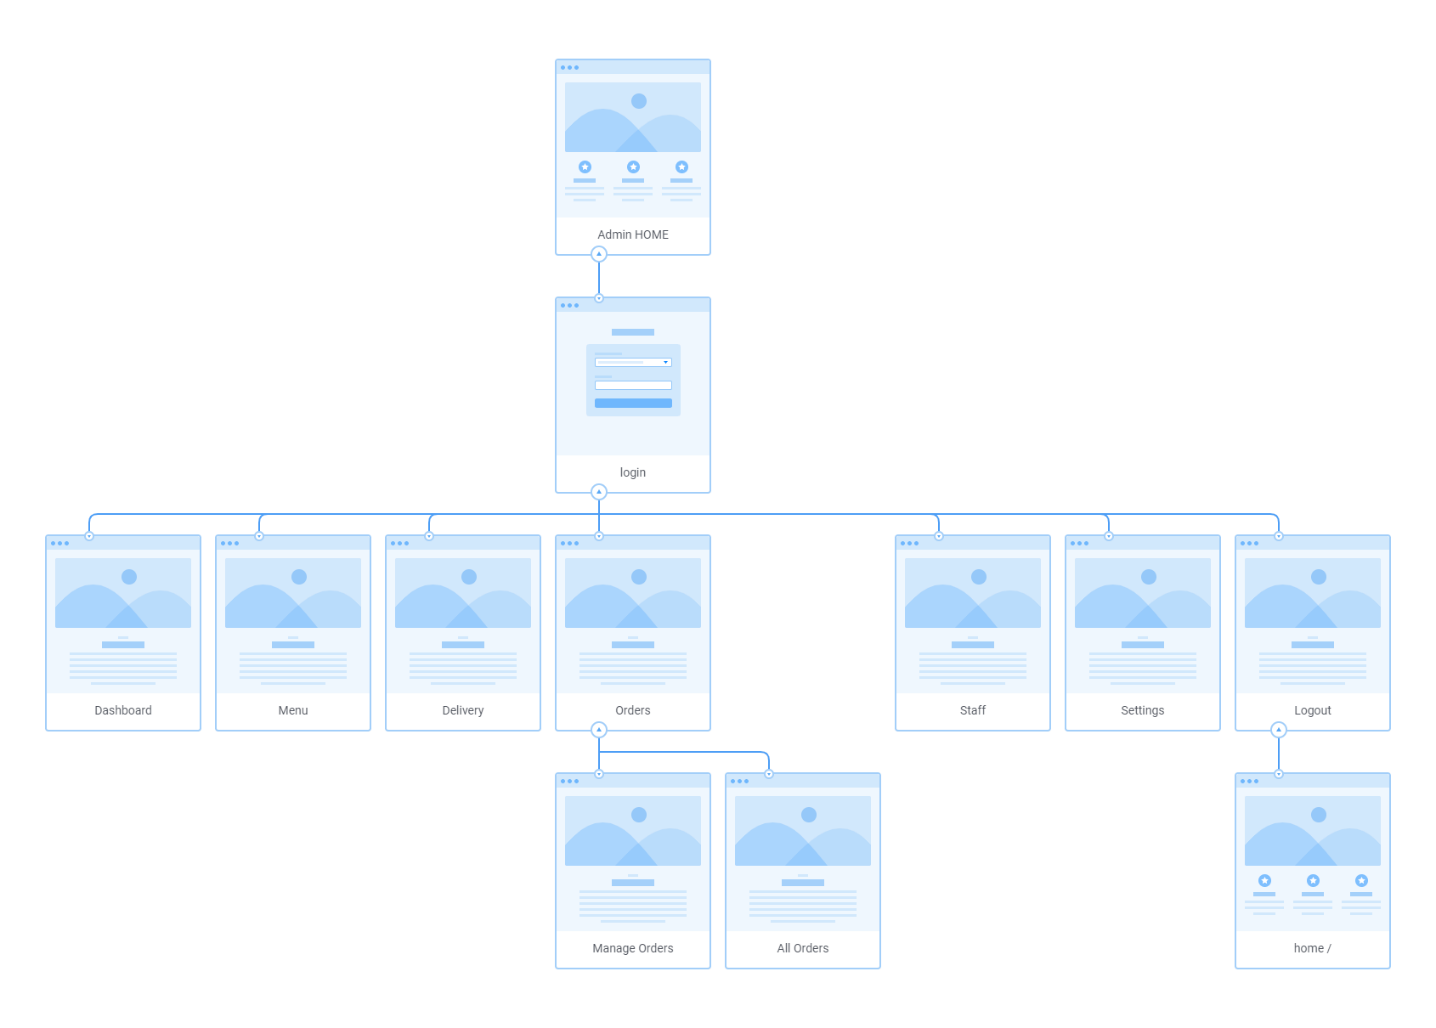 Admin HOME
login
Dashboard
Menu
Delivery
Orders
Staff
Settings
Logout
Manage Orders
All Orders
home /